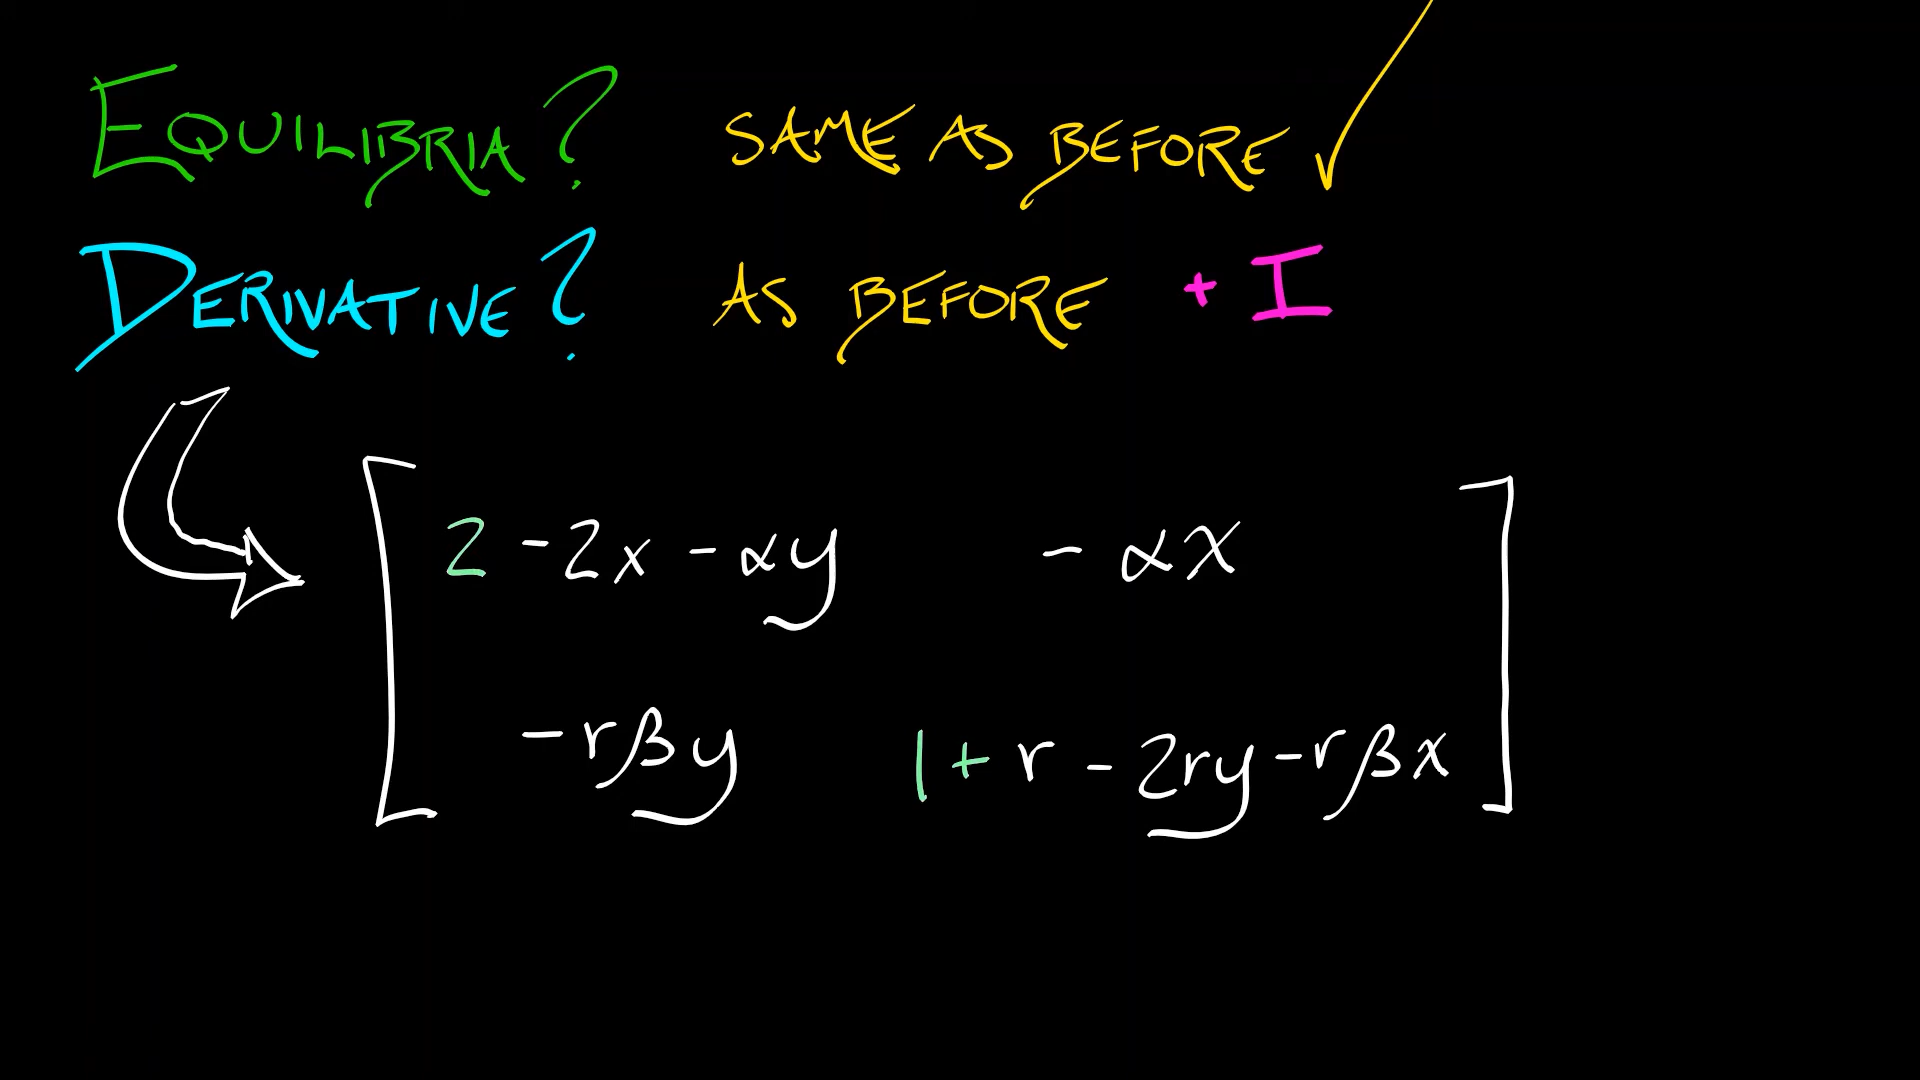 EQUILIBRIA? SAME AS BEFORE ✓
DERIVATIVE? AS BEFORE + I
2 - 2x - αy - αx
- rβy 1 + r - 2ry - rβx